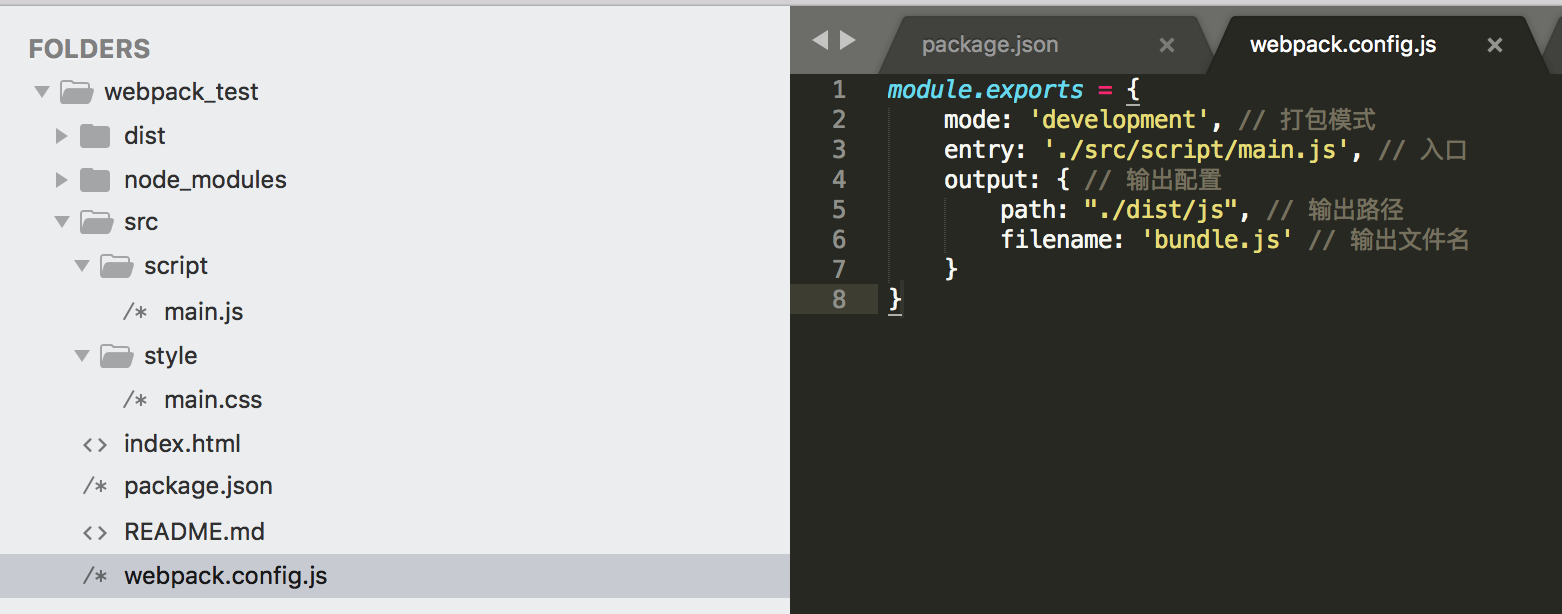 FOLDERS
webpack_test
dist
node_modules
src
script
/* main.js
style
/* main.css
<> index.html
/* package.json
<> README.md
/* webpack.config.js
package.json ×
webpack.config.js ×
1 module.exports = {
2 mode: 'development', // 打包模式
3 entry: './src/script/main.js', // 入口
4 output: { // 输出配置
5 path: "./dist/js", // 输出路径
6 filename: 'bundle.js' // 输出文件名
7 }
8 }